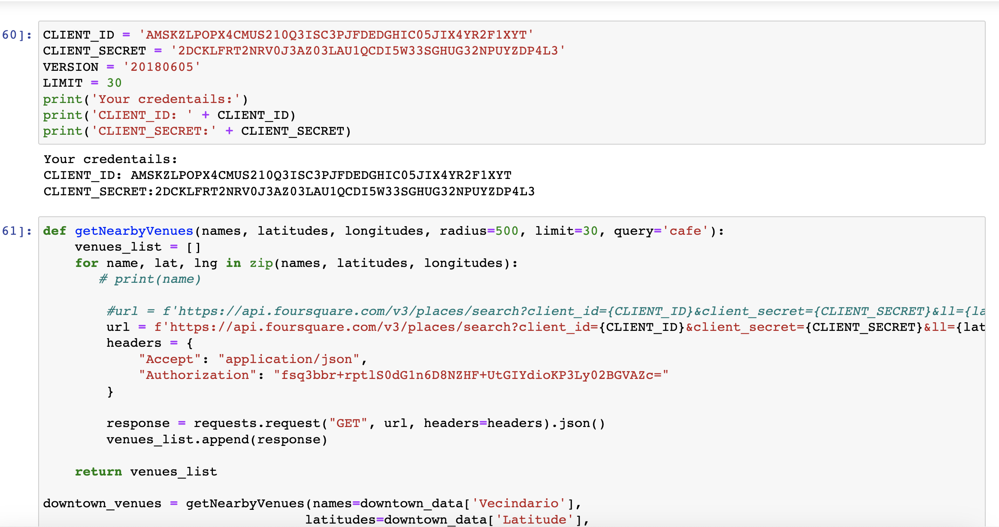 60]: CLIENT_ID = 'AMSKZLPOPX4CMUS210Q3ISC3PJFDEDGHIC05JIX4YR2F1XYT'
CLIENT_SECRET = '2DCKLFRT2NRV0J3AZ03LAU1QCDI5W33SGHUG32NPUYZDP4L3'
VERSION = '20180605'
LIMIT = 30
print('Your credentails:')
print('CLIENT_ID: ' + CLIENT_ID)
print('CLIENT_SECRET:' + CLIENT_SECRET)
Your credentails:
CLIENT_ID: AMSKZLPOPX4CMUS210Q3ISC3PJFDEDGHIC05JIX4YR2F1XYT
CLIENT_SECRET:2DCKLFRT2NRV0J3AZ03LAU1QCDI5W33SGHUG32NPUYZDP4L3
61]: def getNearbyVenues(names, latitudes, longitudes, radius=500, limit=30, query='cafe'):
    venues_list = []
    for name, lat, lng in zip(names, latitudes, longitudes):
       # print(name)
        #url = f'https://api.foursquare.com/v3/places/search?client_id={CLIENT_ID}&client_secret={CLIENT_SECRET}&ll={la
        url = f'https://api.foursquare.com/v3/places/search?client_id={CLIENT_ID}&client_secret={CLIENT_SECRET}&ll={lat
        headers = {
            "Accept": "application/json",
            "Authorization": "fsq3bbr+rptlS0dG1n6D8NZHF+UtGIYdioKP3Ly02BGVAZc="
        }
        response = requests.request("GET", url, headers=headers).json()
        venues_list.append(response)
    return venues_list
downtown_venues = getNearbyVenues(names=downtown_data['Vecindario'],
                                 latitudes=downtown_data['Latitude'],